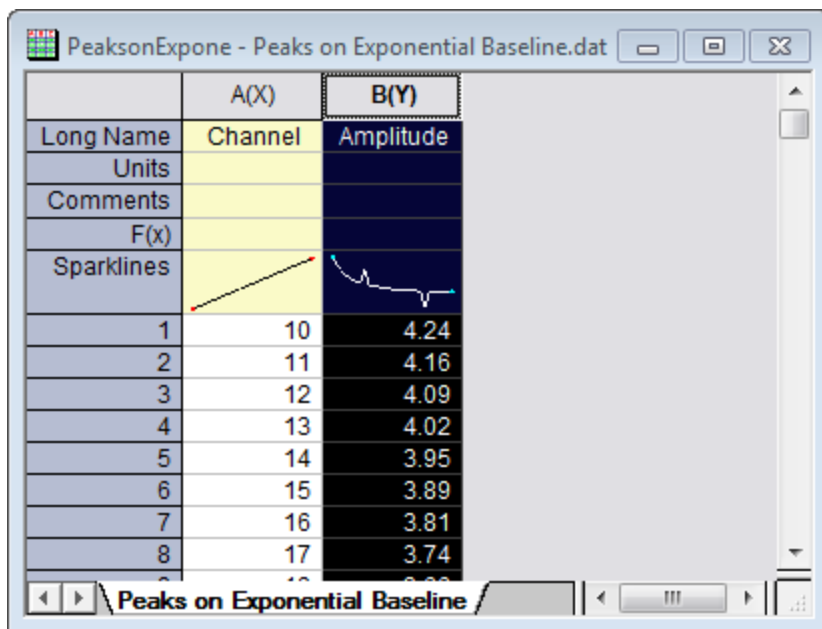 PeaksonExpone - Peaks on Exponential Baseline.dat
A(X) B(Y)
Long Name Channel Amplitude
Units
Comments
F(x)
Sparklines
1 10 4.24
2 11 4.16
3 12 4.09
4 13 4.02
5 14 3.95
6 15 3.89
7 16 3.81
8 17 3.74
Peaks on Exponential Baseline